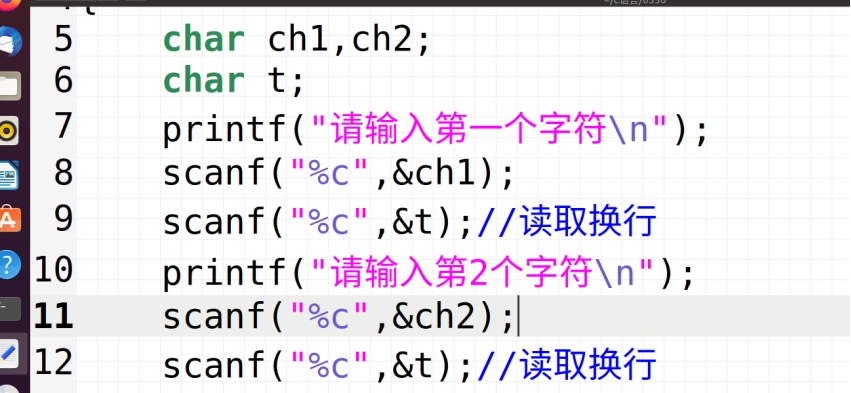 5 char ch1,ch2;
6 char t;
7 printf("请输入第一个字符\n");
8 scanf("%c",&ch1);
9 scanf("%c",&t);//读取换行
10 printf("请输入第2个字符\n");
11 scanf("%c",&ch2);
12 scanf("%c",&t);//读取换行